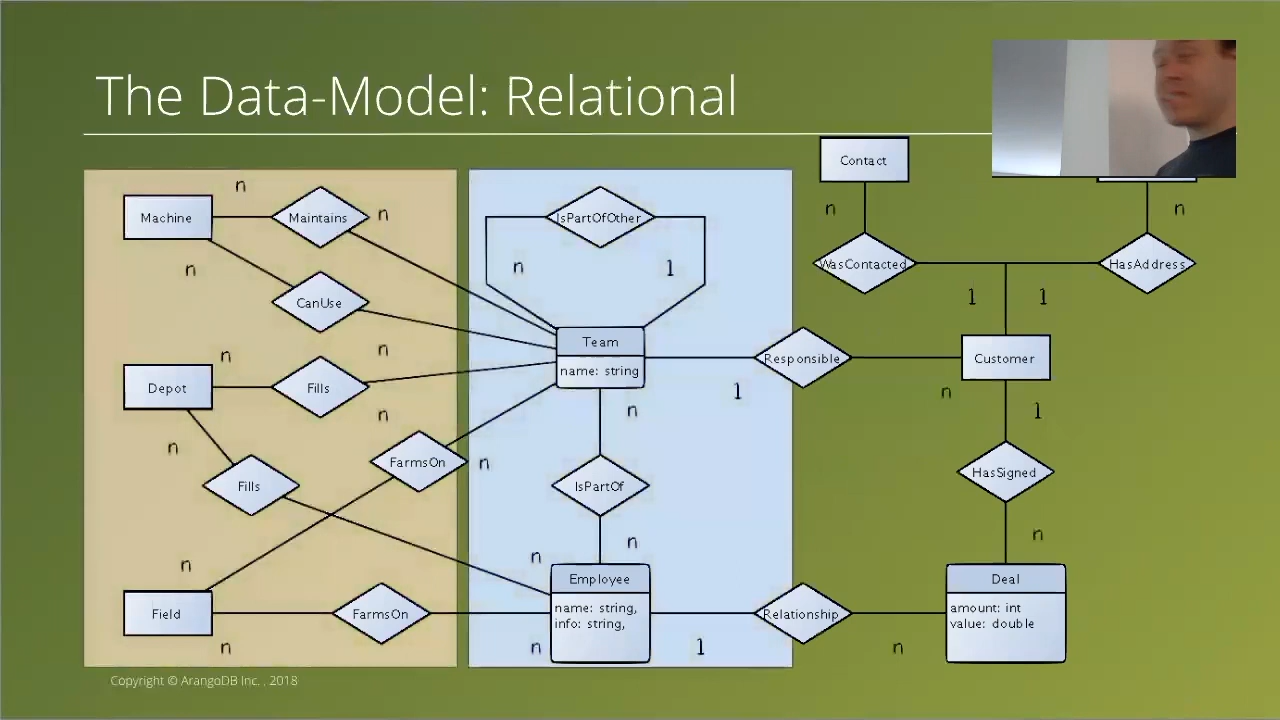 The Data-Model: Relational
Contact
n
n
n
n
Machine
Maintains
IsPartOfOther
WasContacted
HasAddress
n
n
1
1
1
CanUse
Team
name: string
n
n
Responsible
Customer
Depot
Fills
1
n
n
n
1
n
FarmsOn
n
HasSigned
Fills
IsPartOf
n
n
n
n
Employee
name: string,
info: string,
Deal
amount: int
value: double
Field
FarmsOn
Relationship
n
n
1
n
Copyright © ArangoDB Inc. , 2018